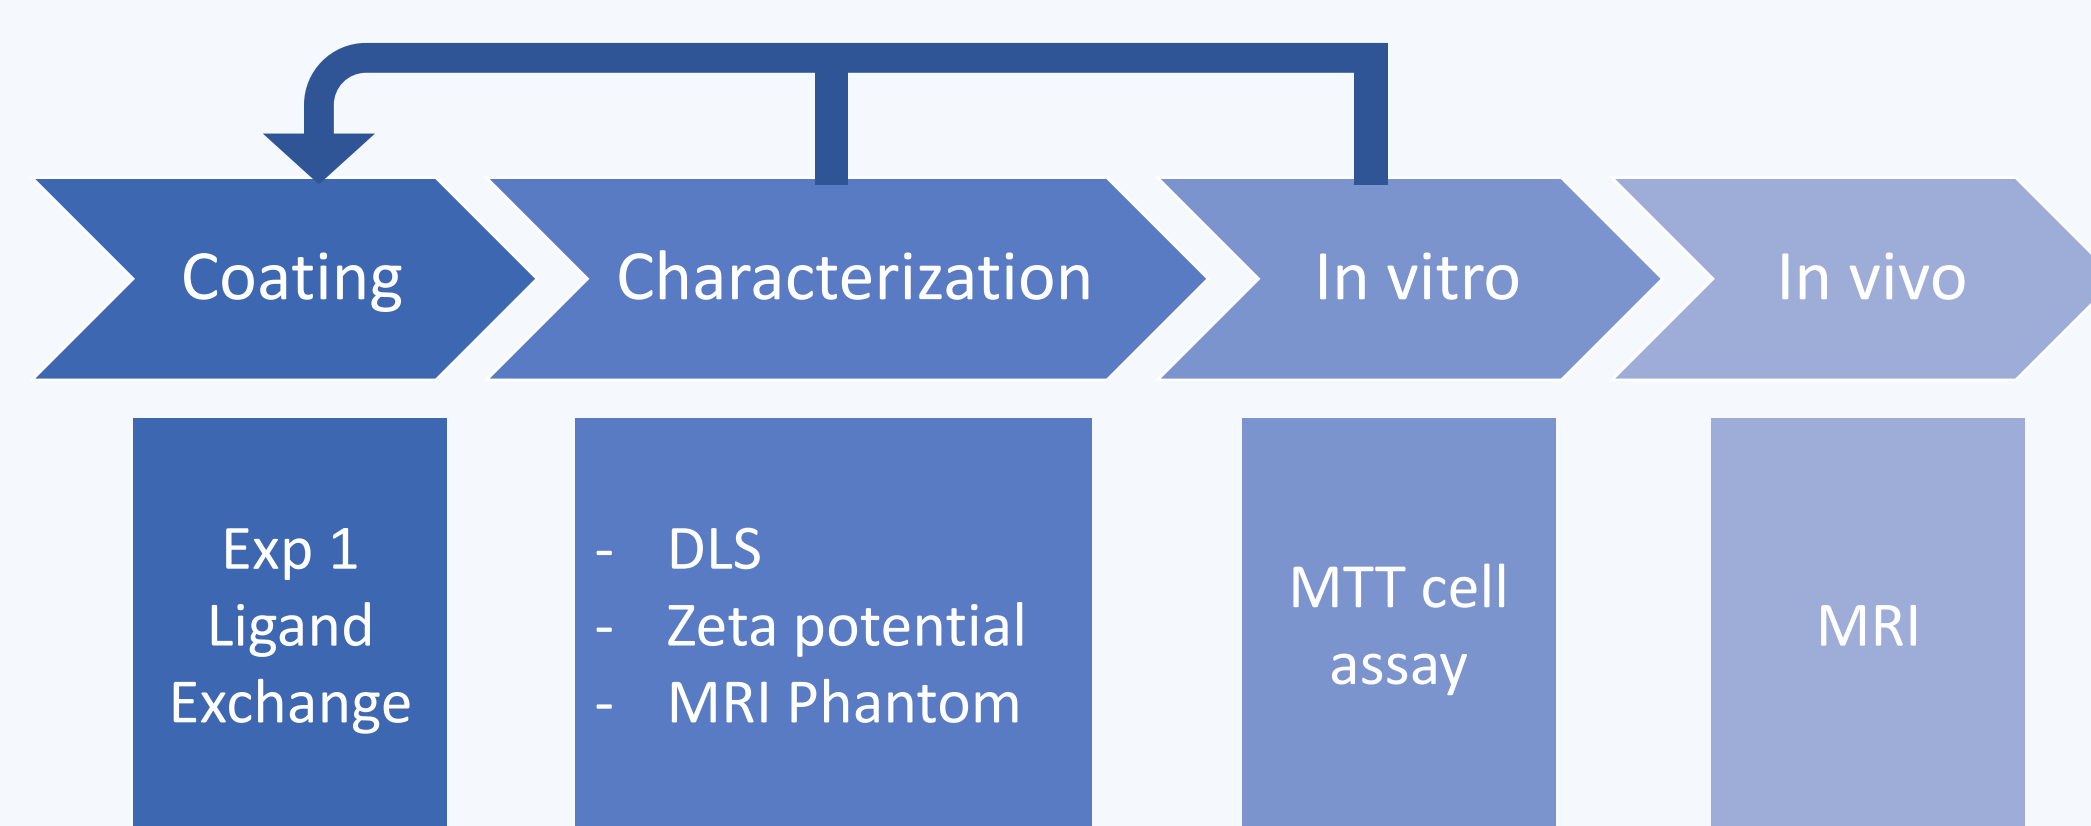 Coating
Characterization
In vitro
In vivo
Exp 1
Ligand
Exchange
- DLS
- Zeta potential
- MRI Phantom
MTT cell
assay
MRI